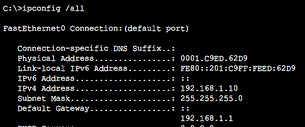 C:\>ipconfig /all
FastEthernet0 Connection:(default port)
Connection-specific DNS Suffix..:
Physical Address................: 0001.C9ED.62D9
Link-local IPv6 Address.........: FE80::201:C9FF:FEED:62D9
IPv6 Address....................: ::
IPv4 Address....................: 192.168.1.10
Subnet Mask.....................: 255.255.255.0
Default Gateway.................: ::
192.168.1.1